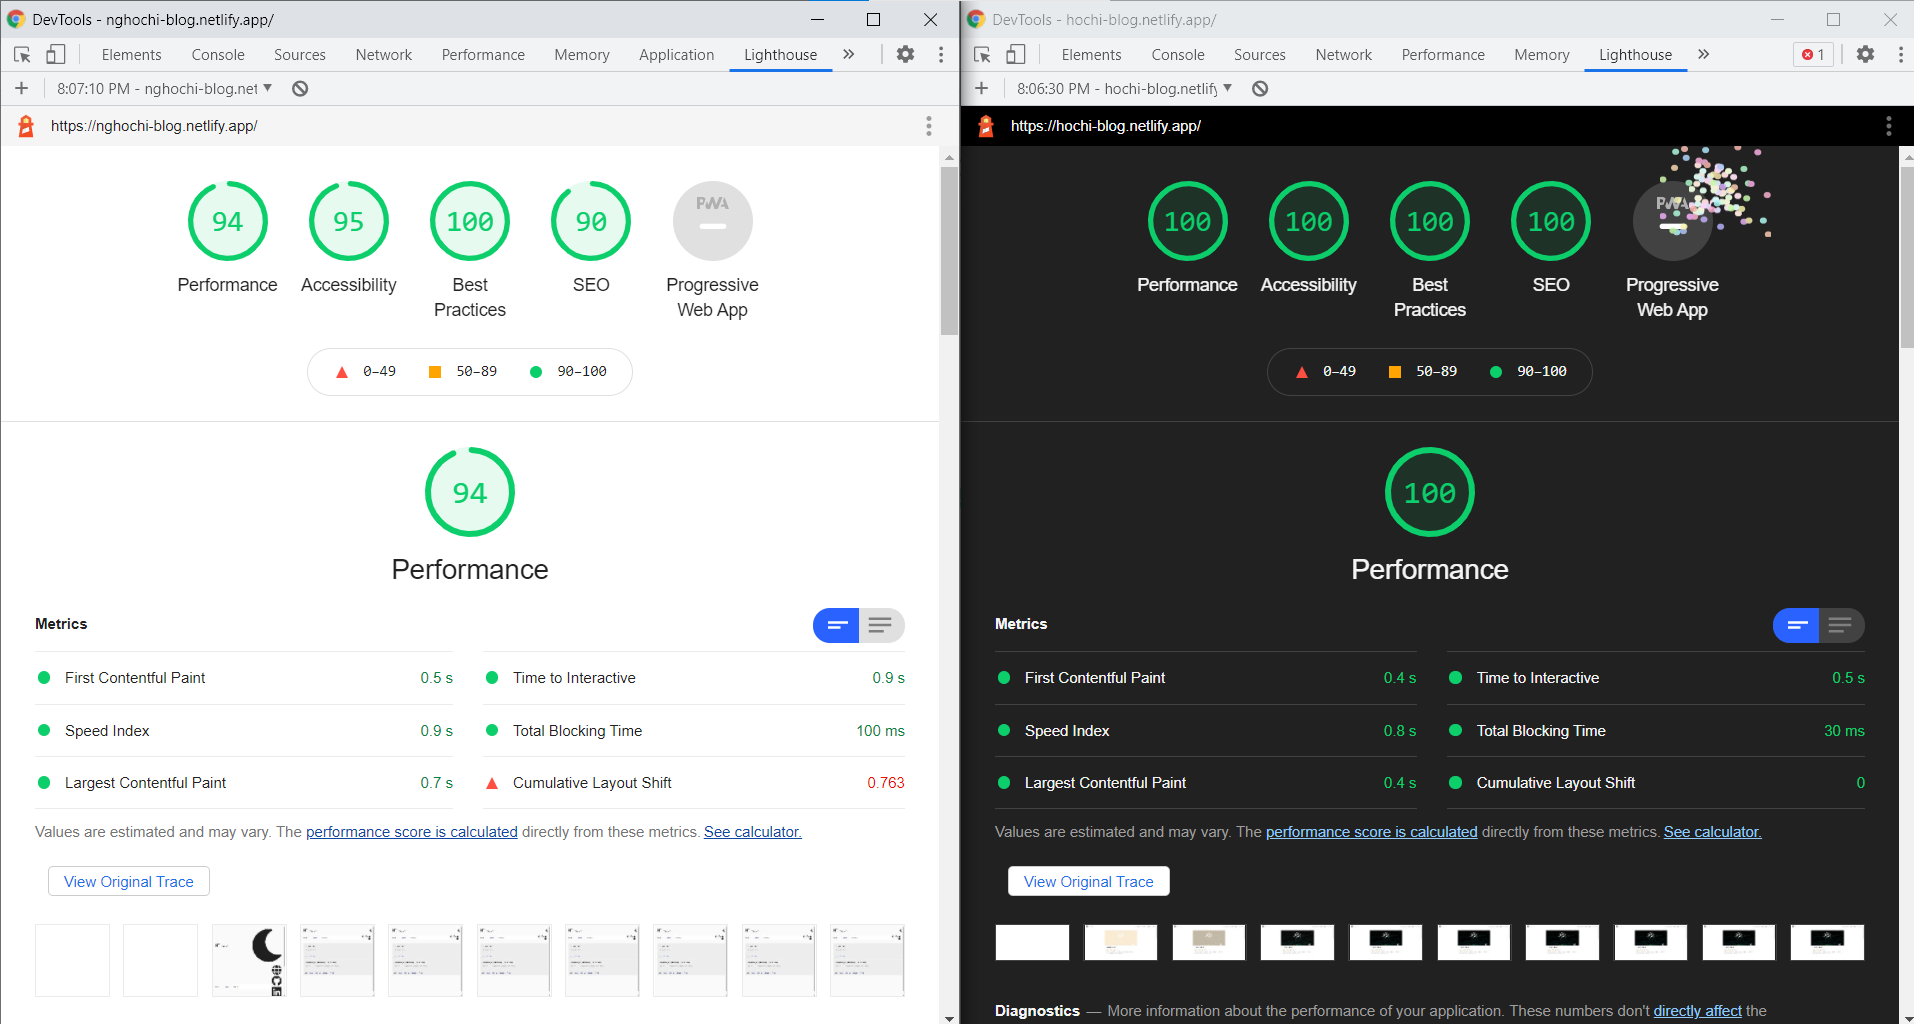 DevTools - nghochi-blog.netlify.app/
Elements Console Sources Network Performance Memory Application Lighthouse »
8:07:10 PM - nghochi-blog.net
https://nghochi-blog.netlify.app/
94 95 100 90 PWA
Performance Accessibility Best Practices SEO Progressive Web App
0–49 50–89 90–100
94
Performance
Metrics
First Contentful Paint 0.5 s
Time to Interactive 0.9 s
Speed Index 0.9 s
Total Blocking Time 100 ms
Largest Contentful Paint 0.7 s
Cumulative Layout Shift 0.763
Values are estimated and may vary. The performance score is calculated directly from these metrics. See calculator.
View Original Trace
DevTools - hochi-blog.netlify.app/
Elements Console Sources Network Performance Memory Lighthouse » 1
8:06:30 PM - hochi-blog.netlify
https://hochi-blog.netlify.app/
100 100 100 100 PWA
Performance Accessibility Best Practices SEO Progressive Web App
0–49 50–89 90–100
100
Performance
Metrics
First Contentful Paint 0.4 s
Time to Interactive 0.5 s
Speed Index 0.8 s
Total Blocking Time 30 ms
Largest Contentful Paint 0.4 s
Cumulative Layout Shift 0
Values are estimated and may vary. The performance score is calculated directly from these metrics. See calculator.
View Original Trace
Diagnostics — More information about the performance of your application. These numbers don't directly affect the